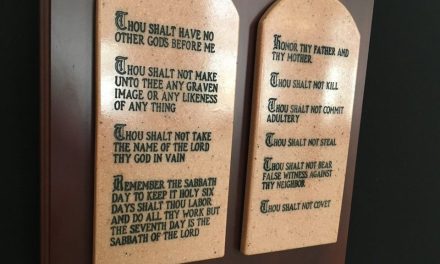 Thou shalt have no
other gods before me
Thou shalt not make
unto thee any graven
image or any likeness
of any thing
Thou shalt not take
the name of the Lord
thy God in vain
Remember the Sabbath
day to keep it holy six
days shalt thou labor
and do all thy work but
the seventh day is the
Sabbath of the Lord
Honor thy father and
thy mother.
Thou shalt not kill
Thou shalt not commit
adultery
Thou shalt not steal
Thou shalt not bear
false witness against
thy neighbor
Thou shalt not covet